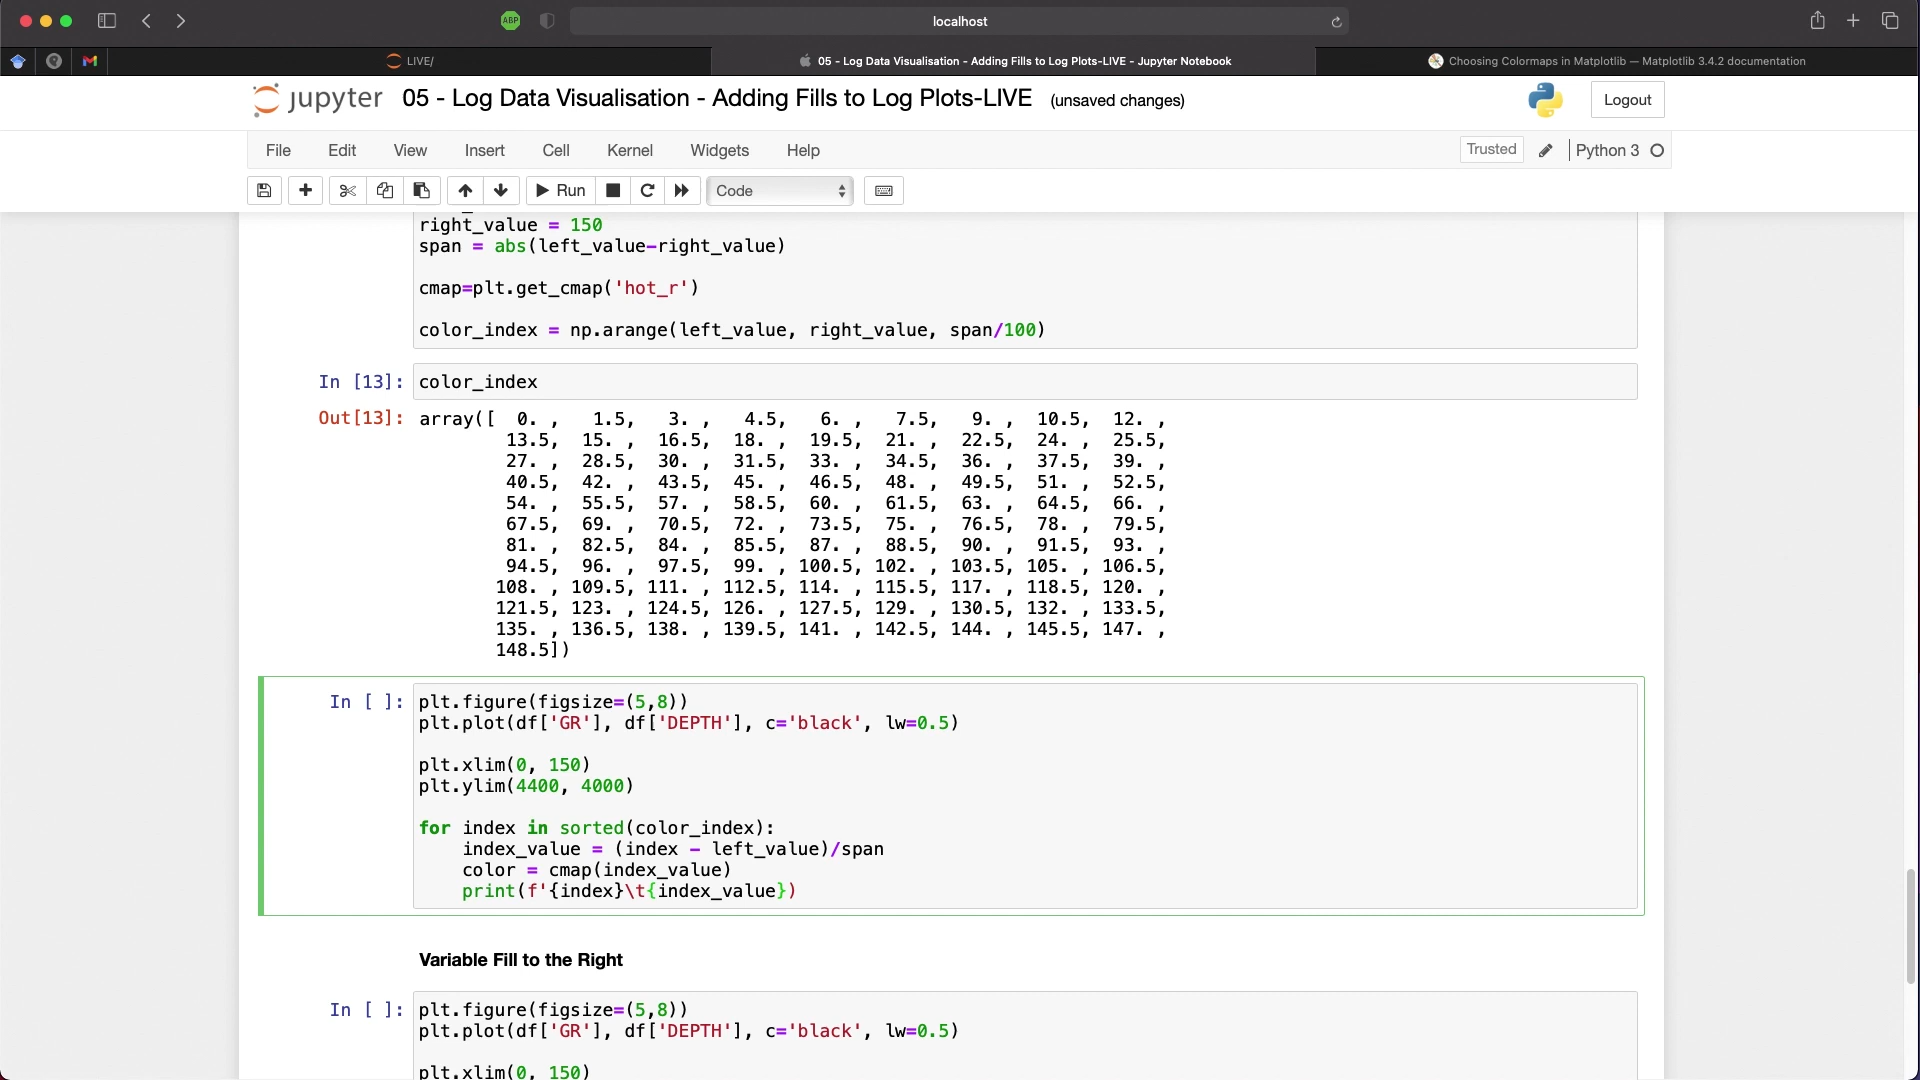 ABP
localhost
LIVE/
05 - Log Data Visualisation - Adding Fills to Log Plots-LIVE - Jupyter Notebook
Choosing Colormaps in Matplotlib — Matplotlib 3.4.2 documentation
jupyter 05 - Log Data Visualisation - Adding Fills to Log Plots-LIVE (unsaved changes)
Logout
File Edit View Insert Cell Kernel Widgets Help
Trusted Python 3
Run Code
right_value = 150
span = abs(left_value-right_value)
cmap=plt.get_cmap('hot_r')
color_index = np.arange(left_value, right_value, span/100)
In [13]: color_index
Out[13]: array([  0. ,   1.5,   3. ,   4.5,   6. ,   7.5,   9. ,  10.5,  12. ,
13.5,  15. ,  16.5,  18. ,  19.5,  21. ,  22.5,  24. ,  25.5,
27. ,  28.5,  30. ,  31.5,  33. ,  34.5,  36. ,  37.5,  39. ,
40.5,  42. ,  43.5,  45. ,  46.5,  48. ,  49.5,  51. ,  52.5,
54. ,  55.5,  57. ,  58.5,  60. ,  61.5,  63. ,  64.5,  66. ,
67.5,  69. ,  70.5,  72. ,  73.5,  75. ,  76.5,  78. ,  79.5,
81. ,  82.5,  84. ,  85.5,  87. ,  88.5,  90. ,  91.5,  93. ,
94.5,  96. ,  97.5,  99. , 100.5, 102. , 103.5, 105. , 106.5,
108. , 109.5, 111. , 112.5, 114. , 115.5, 117. , 118.5, 120. ,
121.5, 123. , 124.5, 126. , 127.5, 129. , 130.5, 132. , 133.5,
135. , 136.5, 138. , 139.5, 141. , 142.5, 144. , 145.5, 147. ,
148.5])
In [ ]: plt.figure(figsize=(5,8))
plt.plot(df['GR'], df['DEPTH'], c='black', lw=0.5)
plt.xlim(0, 150)
plt.ylim(4400, 4000)
for index in sorted(color_index):
index_value = (index - left_value)/span
color = cmap(index_value)
print(f'{index}\t{index_value})
Variable Fill to the Right
In [ ]: plt.figure(figsize=(5,8))
plt.plot(df['GR'], df['DEPTH'], c='black', lw=0.5)
plt.xlim(0, 150)